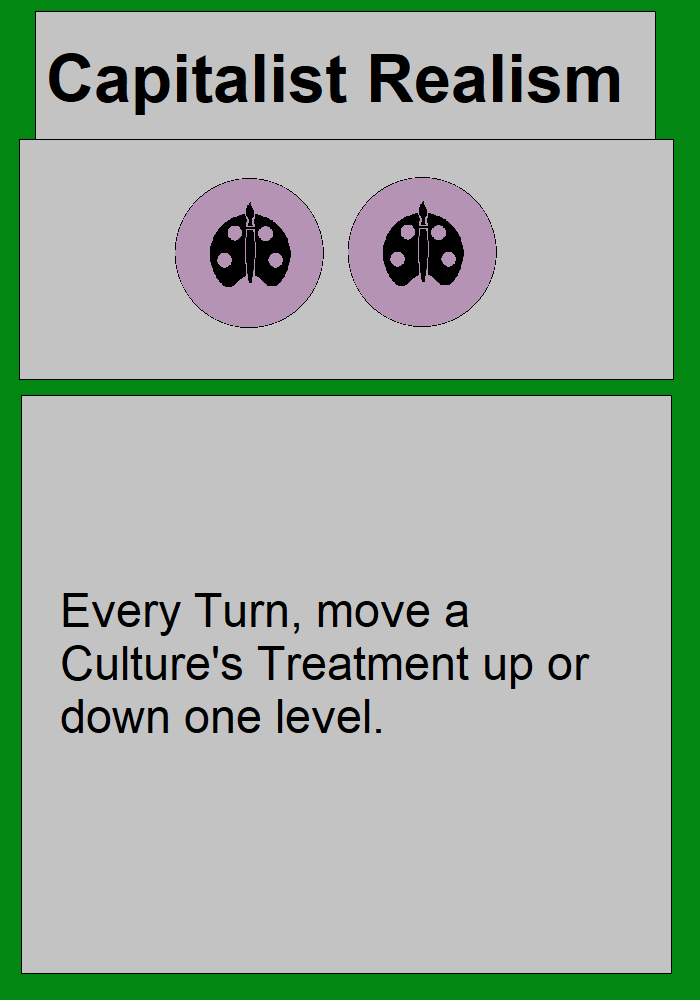 Capitalist Realism
Every Turn, move a
Culture's Treatment up or
down one level.